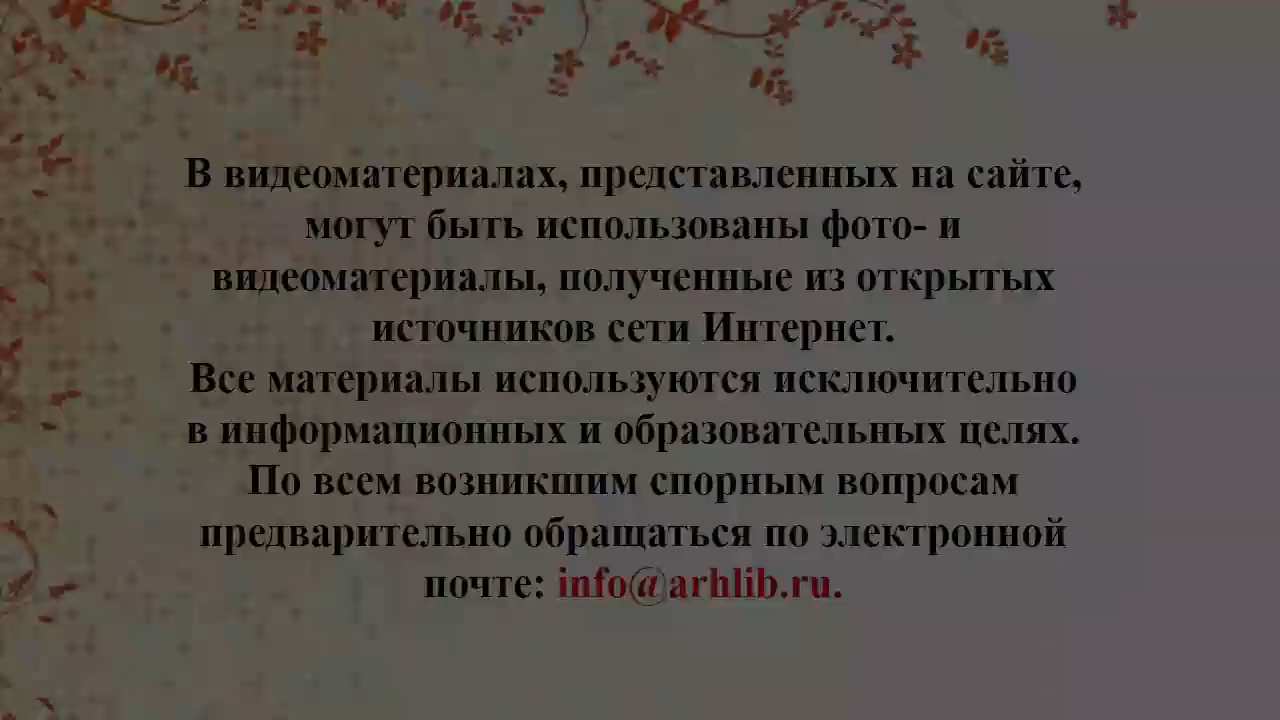 В видеоматериалах, представленных на сайте,
могут быть использованы фото- и
видеоматериалы, полученные из открытых
источников сети Интернет.
Все материалы используются исключительно
в информационных и образовательных целях.
По всем возникшим спорным вопросам
предварительно обращаться по электронной
почте: info@arhlib.ru.